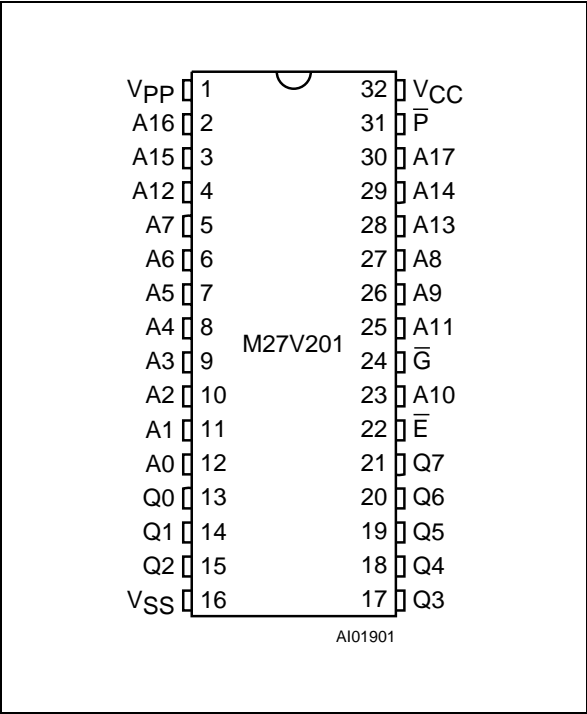 VPP 1 32 VCC
A16 2 31 P̅
A15 3 30 A17
A12 4 29 A14
A7 5 28 A13
A6 6 27 A8
A5 7 26 A9
A4 8 25 A11
M27V201
A3 9 24 G̅
A2 10 23 A10
A1 11 22 E̅
A0 12 21 Q7
Q0 13 20 Q6
Q1 14 19 Q5
Q2 15 18 Q4
VSS 16 17 Q3
AI01901